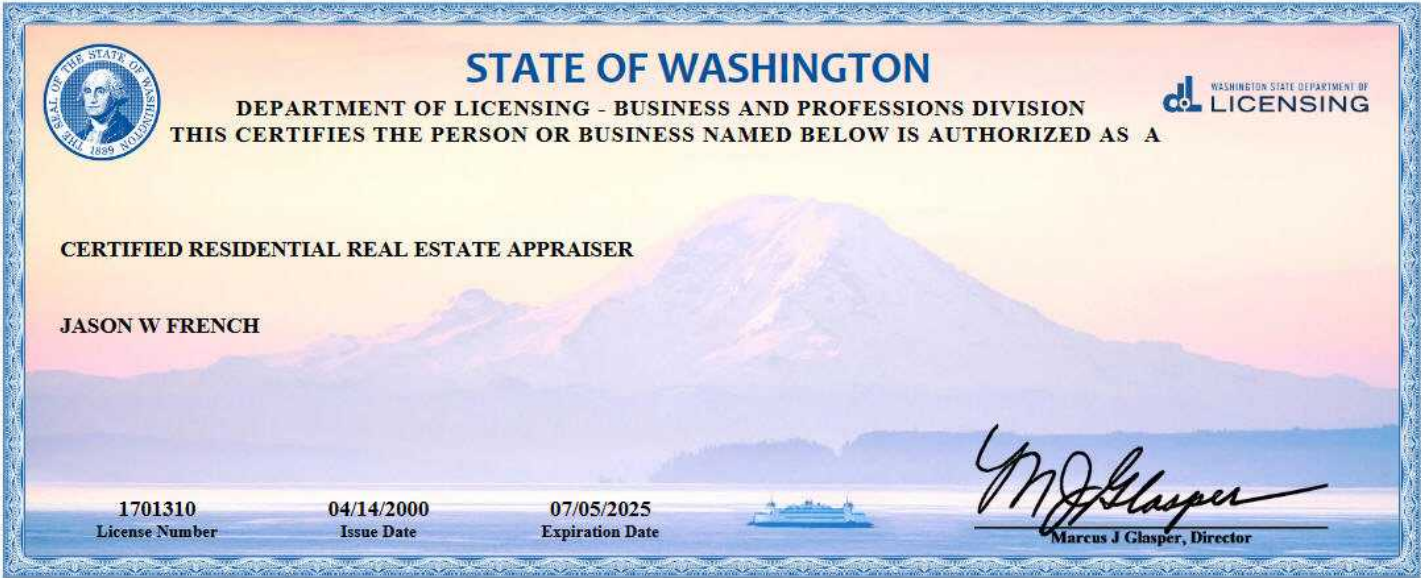 THE SEAL OF THE STATE OF WASHINGTON
1889
STATE OF WASHINGTON
DEPARTMENT OF LICENSING - BUSINESS AND PROFESSIONS DIVISION
THIS CERTIFIES THE PERSON OR BUSINESS NAMED BELOW IS AUTHORIZED AS A
dol WASHINGTON STATE DEPARTMENT OF
LICENSING
CERTIFIED RESIDENTIAL REAL ESTATE APPRAISER
JASON W FRENCH
1701310
License Number
04/14/2000
Issue Date
07/05/2025
Expiration Date
MJGlasper
Marcus J Glasper, Director